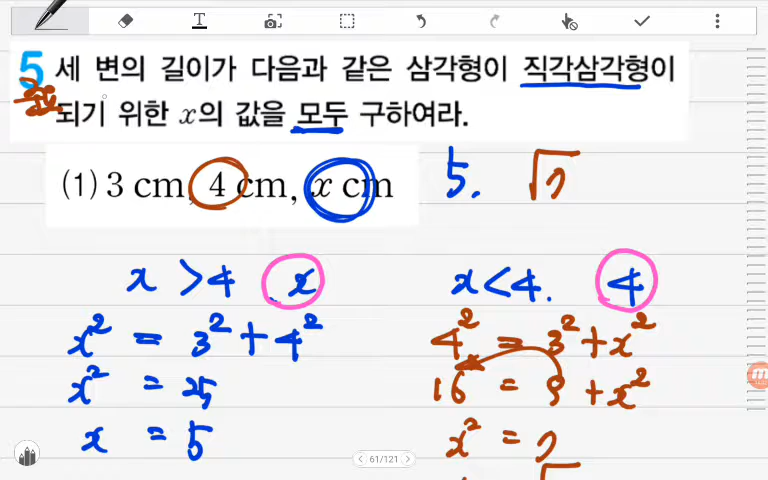 5 세 변의 길이가 다음과 같은 삼각형이 직각삼각형이
중요 되기 위한 x의 값을 모두 구하여라.
(1) 3 cm, 4 cm, x cm 5. √7
x > 4 x x < 4. 4
x² = 3² + 4² 4² = 3² + x²
x² = 25 16 = 9 + x²
x = 5 x² = 7
61/121